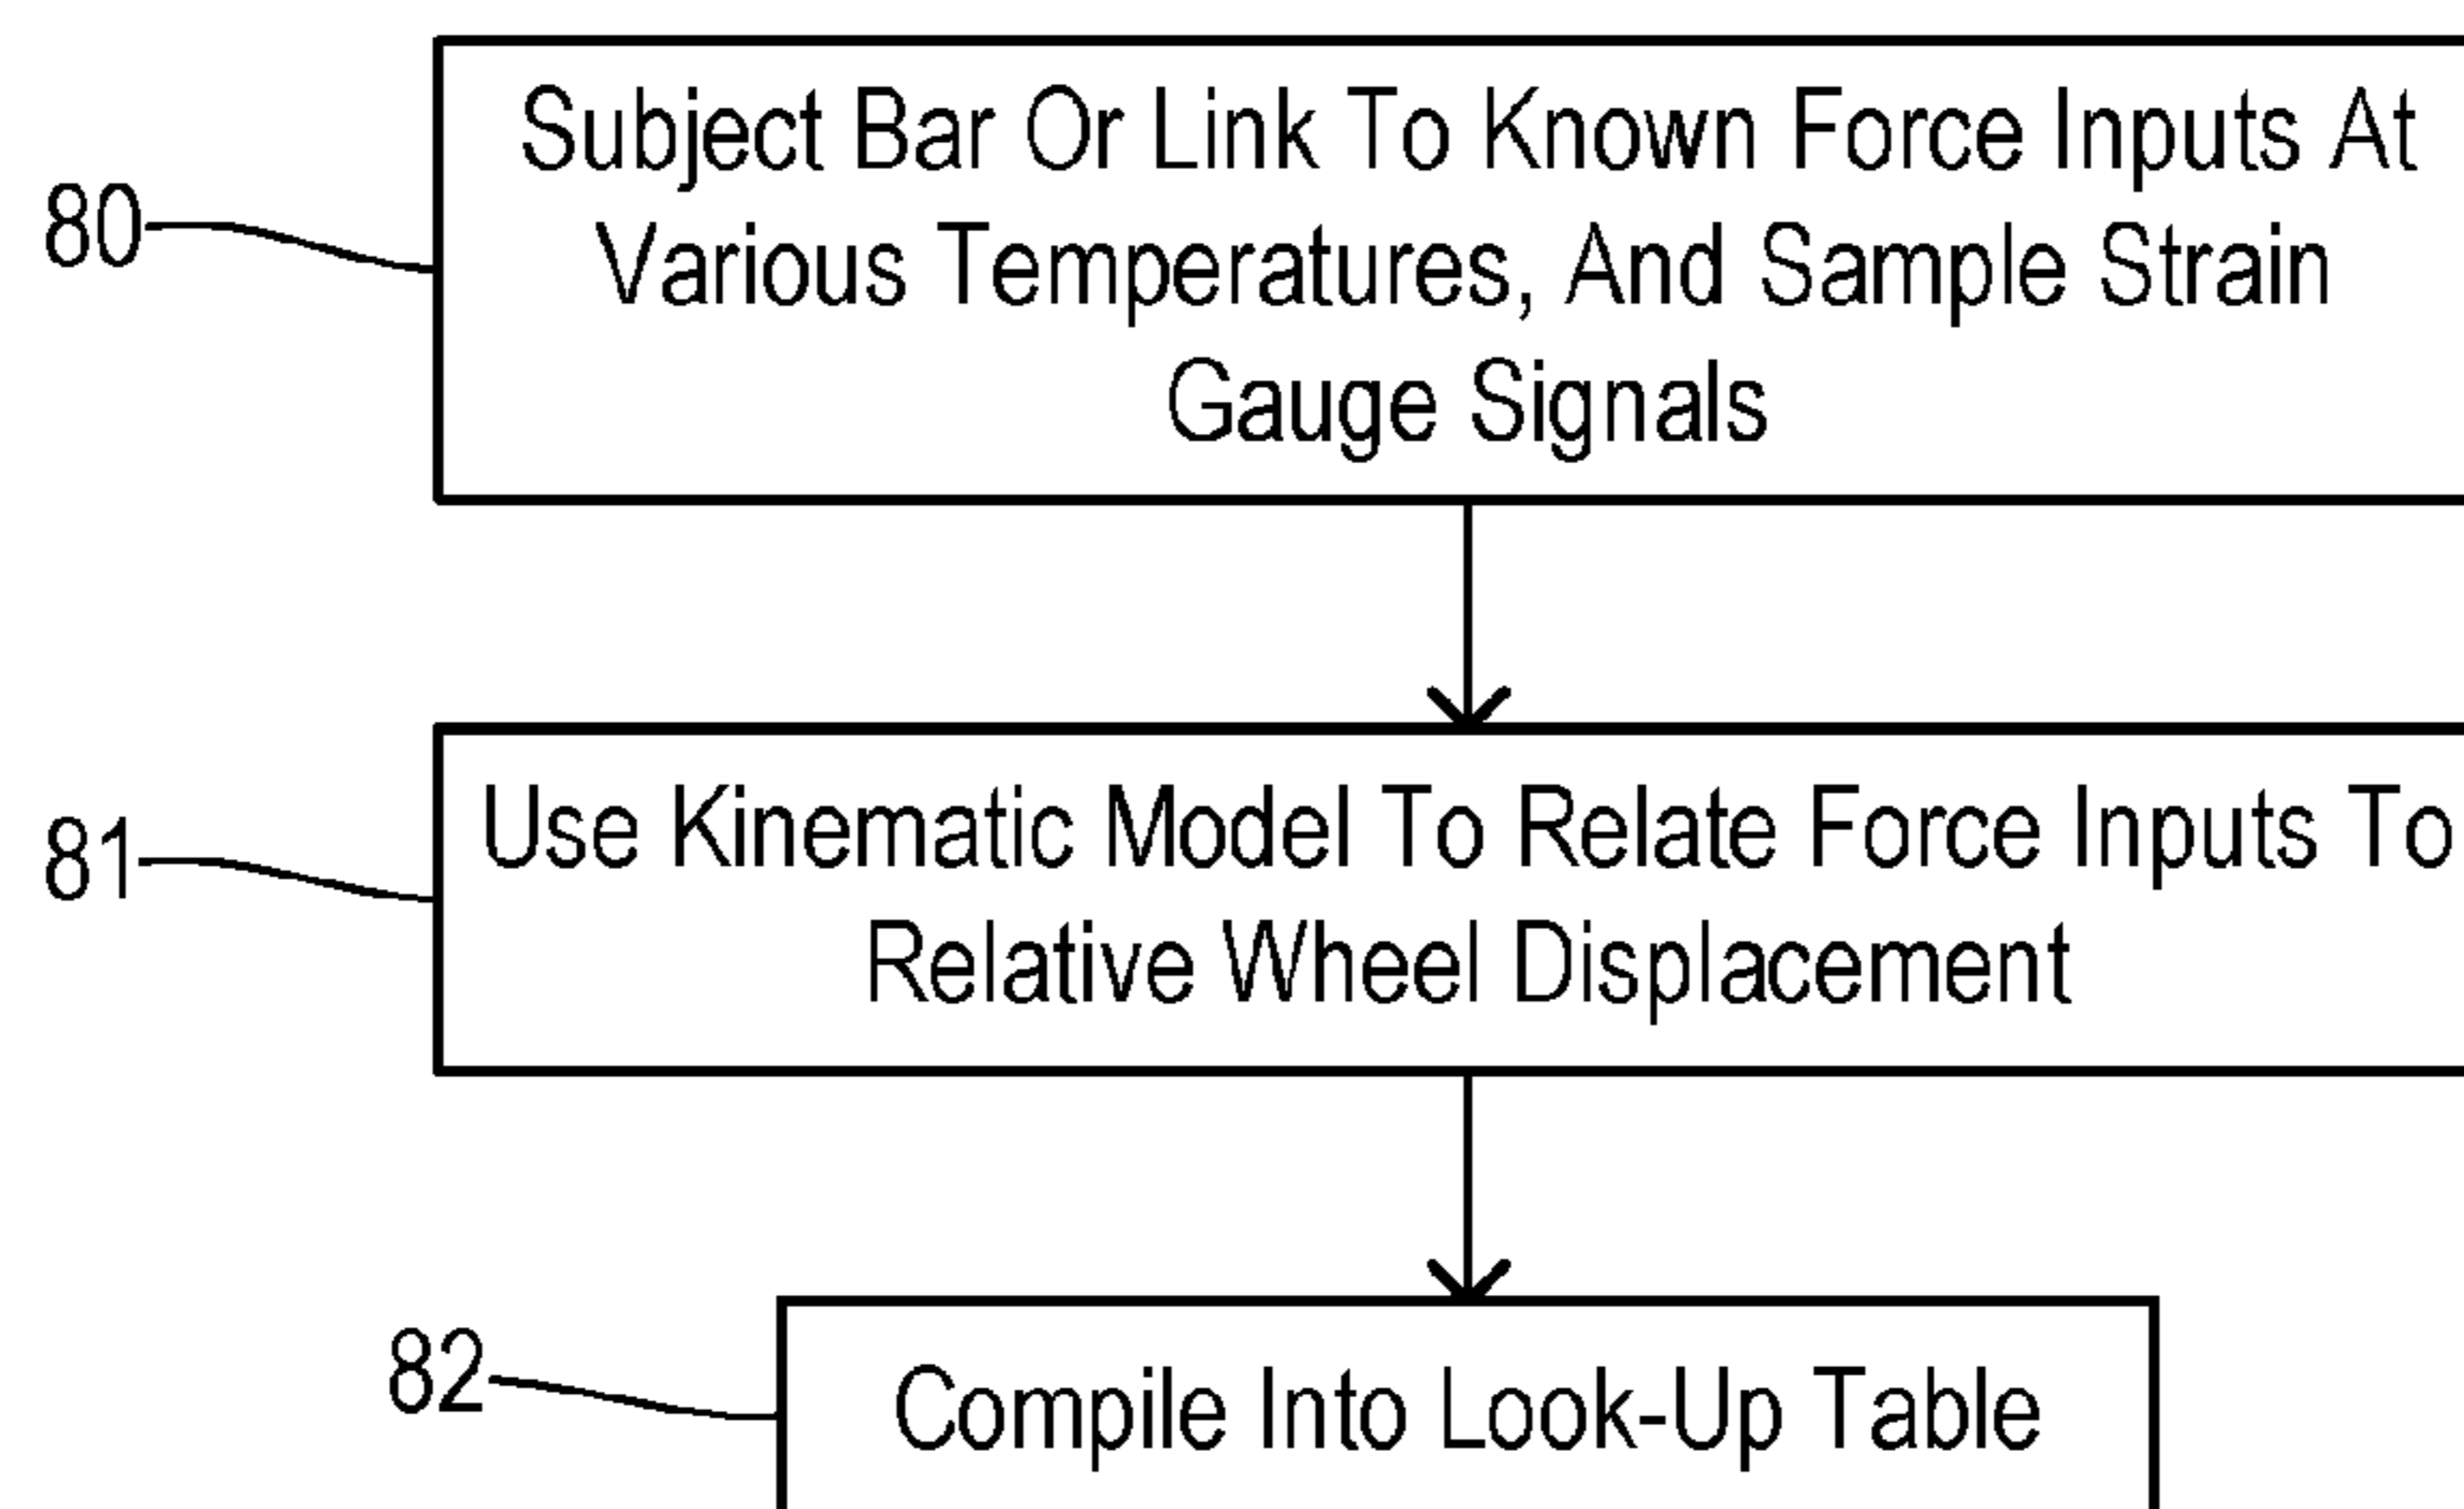 Subject Bar Or Link To Known Force Inputs At
80
Various Temperatures, And Sample Strain
Gauge Signals
81
Use Kinematic Model To Relate Force Inputs To
Relative Wheel Displacement
82
Compile Into Look-Up Table